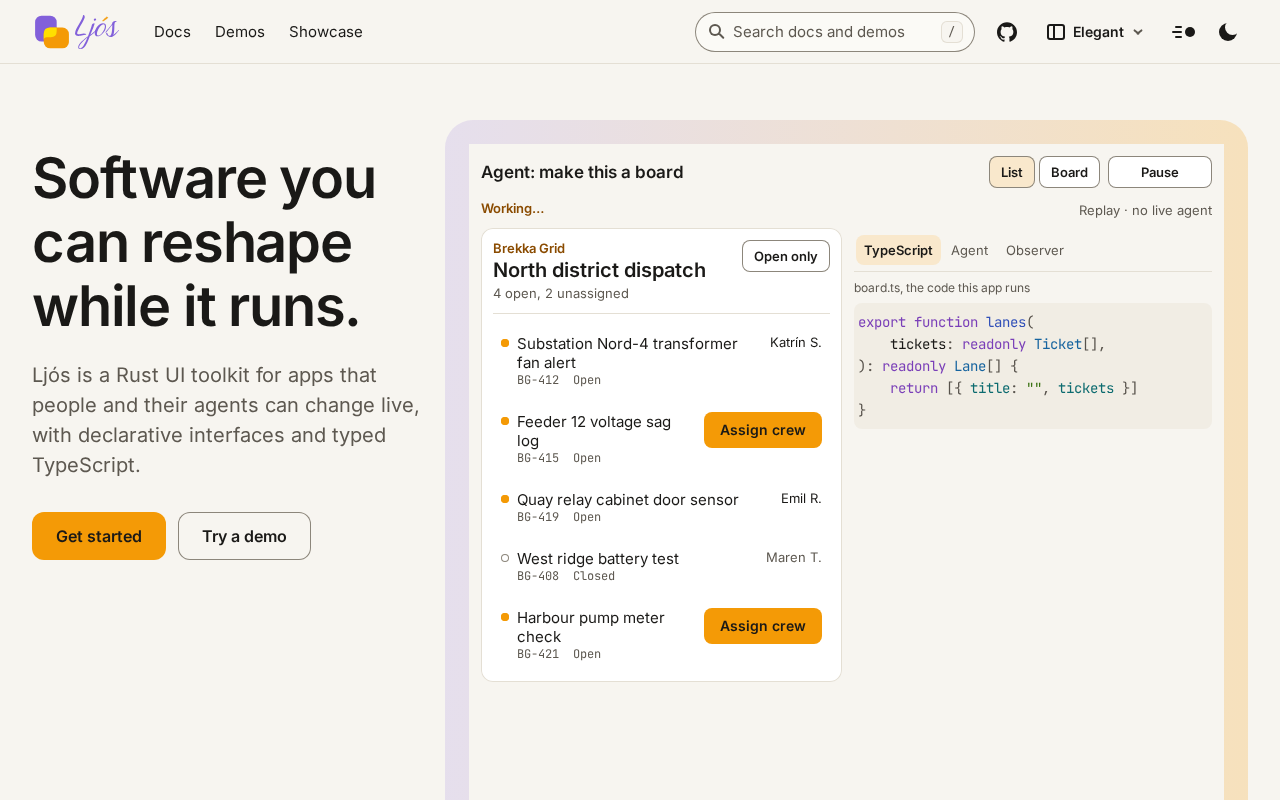 Ljós
Docs
Demos
Showcase
Search docs and demos
/
Elegant
Software you
can reshape
while it runs.
Ljós is a Rust UI toolkit for apps that
people and their agents can change live,
with declarative interfaces and typed
TypeScript.
Get started
Try a demo
Agent: make this a board
List
Board
Pause
Working…
Replay · no live agent
Brekka Grid
North district dispatch
4 open, 2 unassigned
Open only
Substation Nord-4 transformer
fan alert
BG-412 Open
Katrín S.
Feeder 12 voltage sag
log
BG-415 Open
Assign crew
Quay relay cabinet door sensor
BG-419 Open
Emil R.
West ridge battery test
BG-408 Closed
Maren T.
Harbour pump meter
check
BG-421 Open
Assign crew
TypeScript
Agent
Observer
board.ts, the code this app runs
export function lanes(
    tickets: readonly Ticket[],
): readonly Lane[] {
    return [{ title: "", tickets }]
}